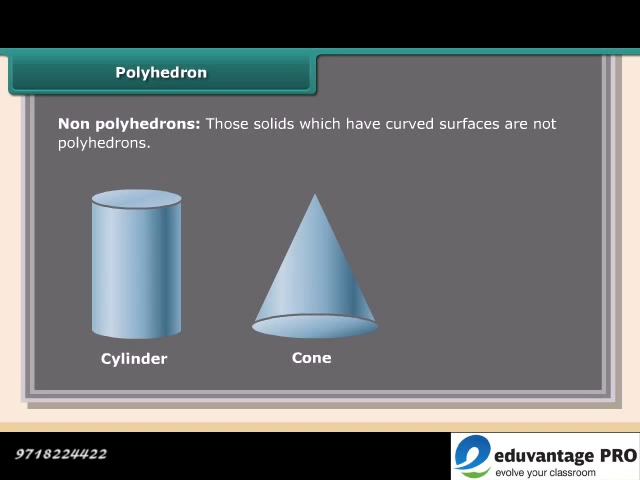 Polyhedron
Non polyhedrons: Those solids which have curved surfaces are not
polyhedrons.
Cylinder
Cone
9718224422
eduvantage PRO
evolve your classroom